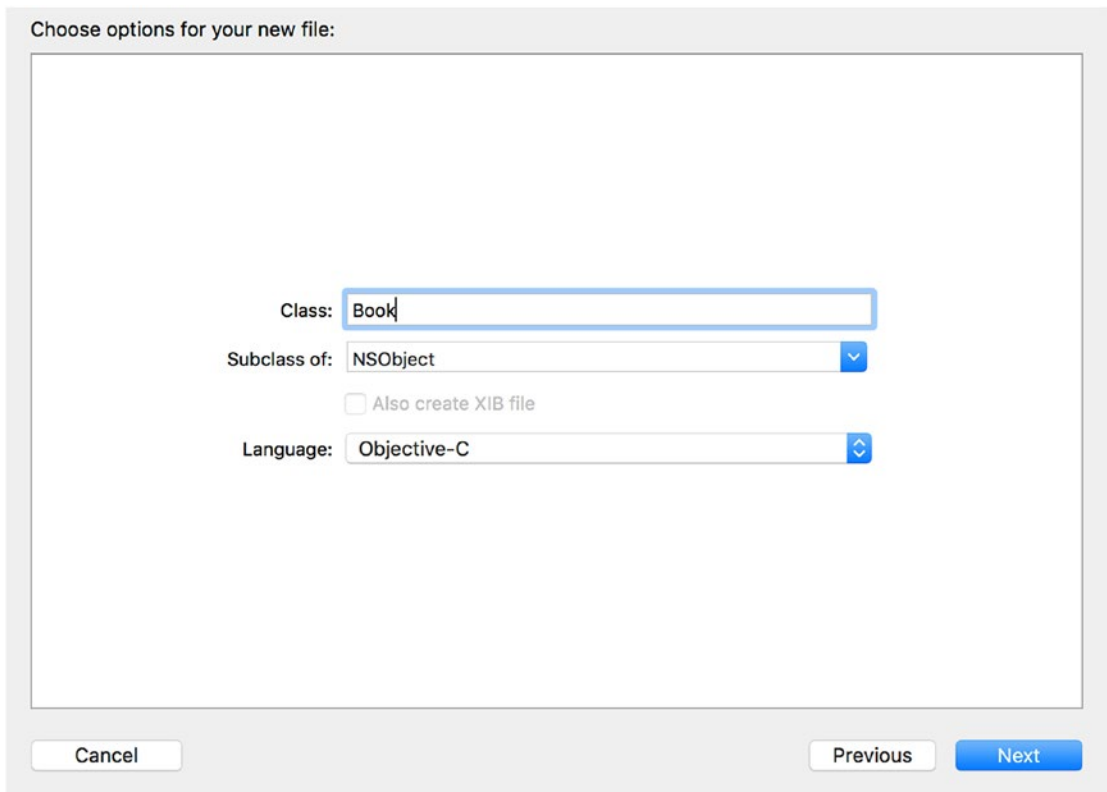 Choose options for your new file:
Class: Book
Subclass of: NSObject
Also create XIB file
Language: Objective-C
Cancel Previous Next